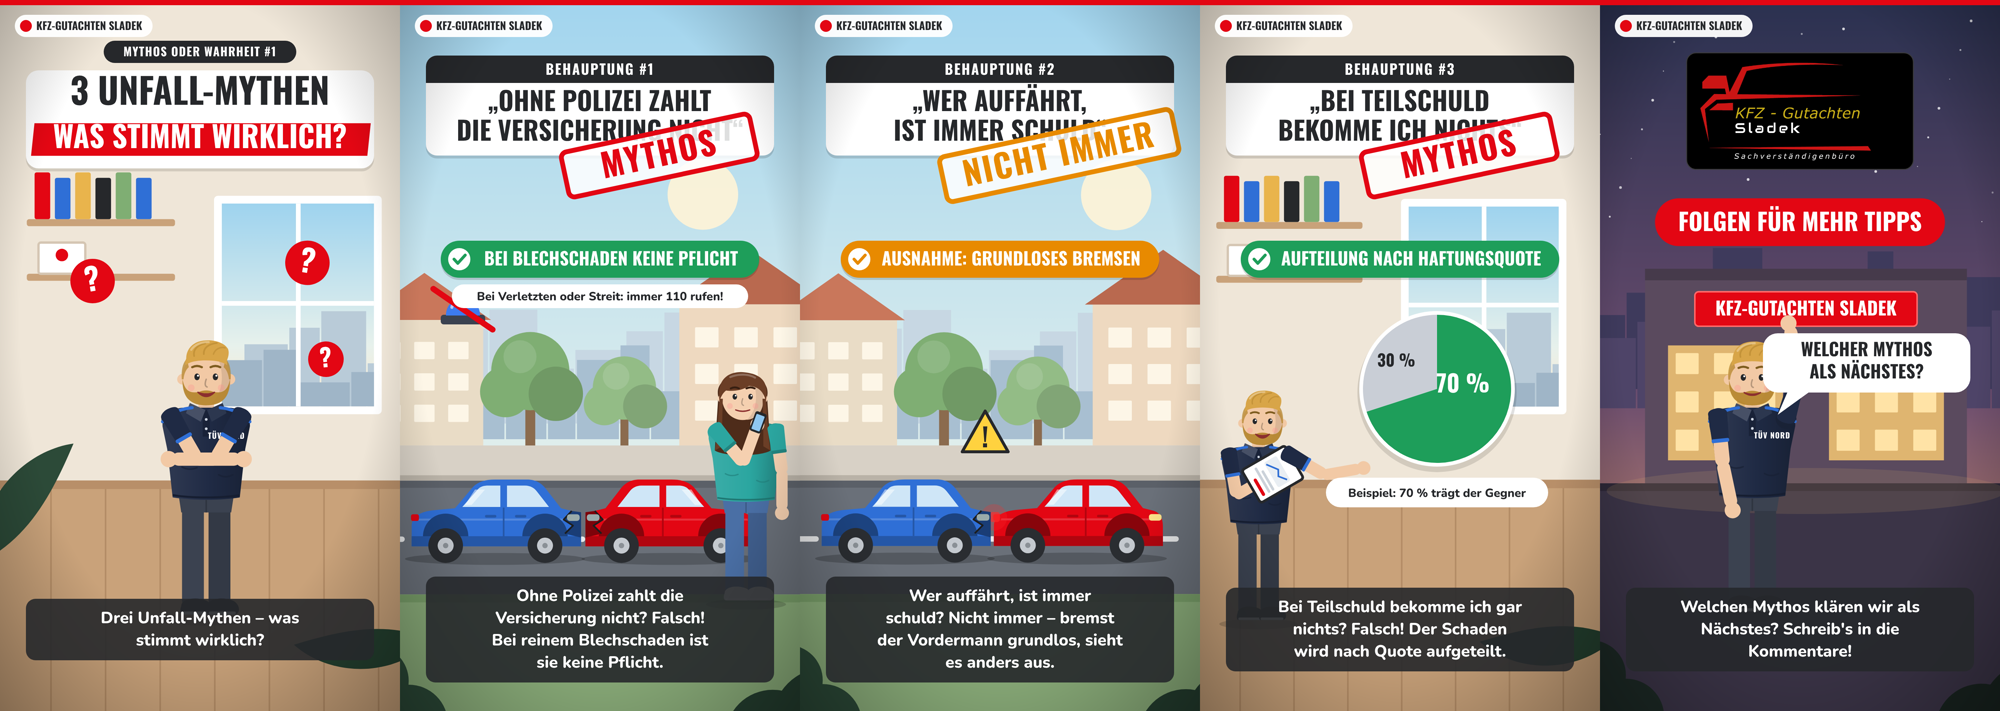 KFZ-GUTACHTEN SLADEK
MYTHOS ODER WAHRHEIT #1
3 UNFALL-MYTHEN
WAS STIMMT WIRKLICH?
?
?
?
TÜV
Drei Unfall-Mythen – was
stimmt wirklich?
KFZ-GUTACHTEN SLADEK
BEHAUPTUNG #1
„OHNE POLIZEI ZAHLT
DIE VERSICHERUNG NICHT“
MYTHOS
BEI BLECHSCHADEN KEINE PFLICHT
Bei Verletzten oder Streit: immer 110 rufen!
Ohne Polizei zahlt die
Versicherung nicht? Falsch!
Bei reinem Blechschaden ist
sie keine Pflicht.
KFZ-GUTACHTEN SLADEK
BEHAUPTUNG #2
„WER AUFFÄHRT,
IST IMMER SCHULD“
NICHT IMMER
AUSNAHME: GRUNDLOSES BREMSEN
!
Wer auffährt, ist immer
schuld? Nicht immer – bremst
der Vordermann grundlos, sieht
es anders aus.
KFZ-GUTACHTEN SLADEK
BEHAUPTUNG #3
„BEI TEILSCHULD
BEKOMME ICH NICHTS“
MYTHOS
AUFTEILUNG NACH HAFTUNGSQUOTE
30 %
70 %
Beispiel: 70 % trägt der Gegner
Bei Teilschuld bekomme ich gar
nichts? Falsch! Der Schaden
wird nach Quote aufgeteilt.
KFZ-GUTACHTEN SLADEK
KFZ - Gutachten
Sladek
Sachverständigenbüro
FOLGEN FÜR MEHR TIPPS
KFZ-GUTACHTEN SLADEK
WELCHER MYTHOS
ALS NÄCHSTES?
TÜV NORD
Welchen Mythos klären wir als
Nächstes? Schreib's in die
Kommentare!